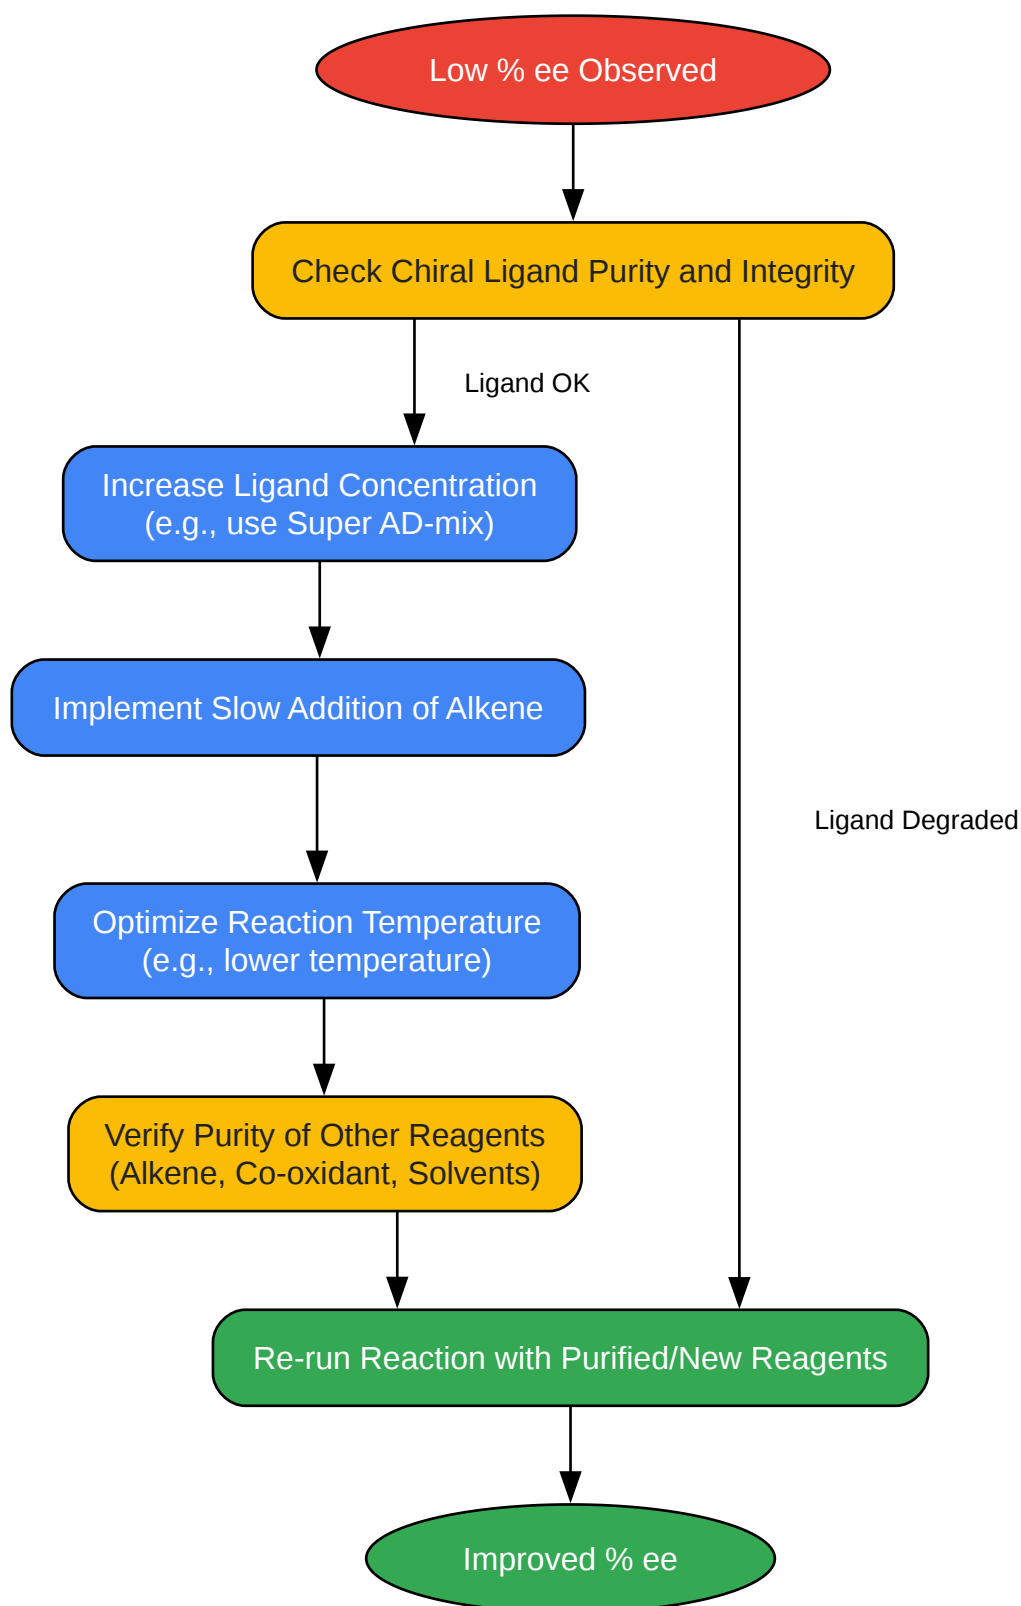 Low % ee Observed
Check Chiral Ligand Purity and Integrity
Ligand OK
Increase Ligand Concentration
(e.g., use Super AD-mix)
Implement Slow Addition of Alkene
Ligand Degraded
Optimize Reaction Temperature
(e.g., lower temperature)
Verify Purity of Other Reagents
(Alkene, Co-oxidant, Solvents)
Re-run Reaction with Purified/New Reagents
Improved % ee